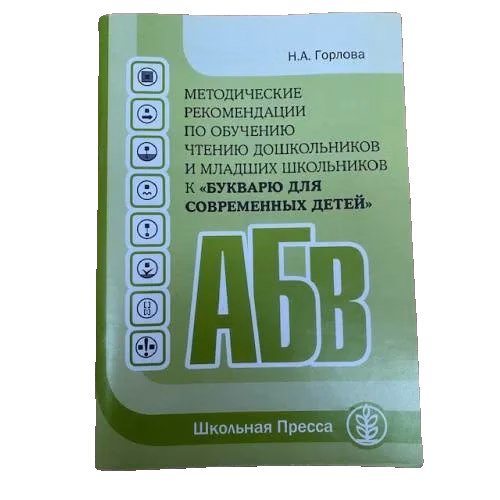 Н.А. Горлова
МЕТОДИЧЕСКИЕ
РЕКОМЕНДАЦИИ
ПО ОБУЧЕНИЮ
ЧТЕНИЮ ДОШКОЛЬНИКОВ
И МЛАДШИХ ШКОЛЬНИКОВ
К «БУКВАРЮ ДЛЯ
СОВРЕМЕННЫХ ДЕТЕЙ»
АБВ
Школьная Пресса